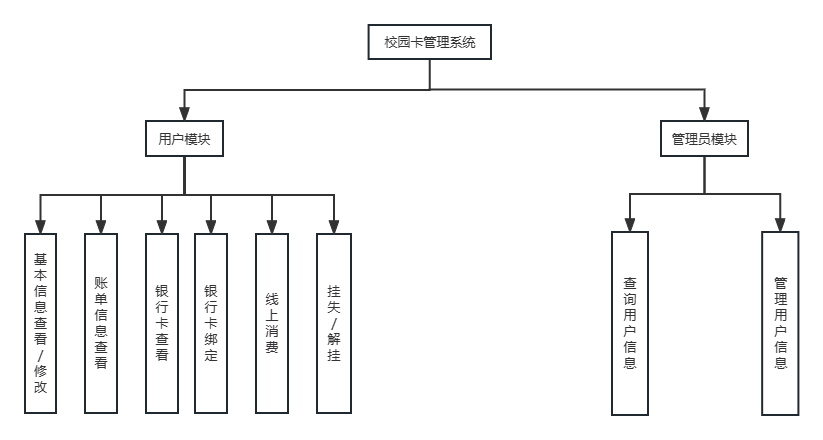 校园卡管理系统
用户模块
管理员模块
基本信息查看/修改
账单信息查看
银行卡查看
银行卡绑定
线上消费
挂失/解挂
查询用户信息
管理用户信息